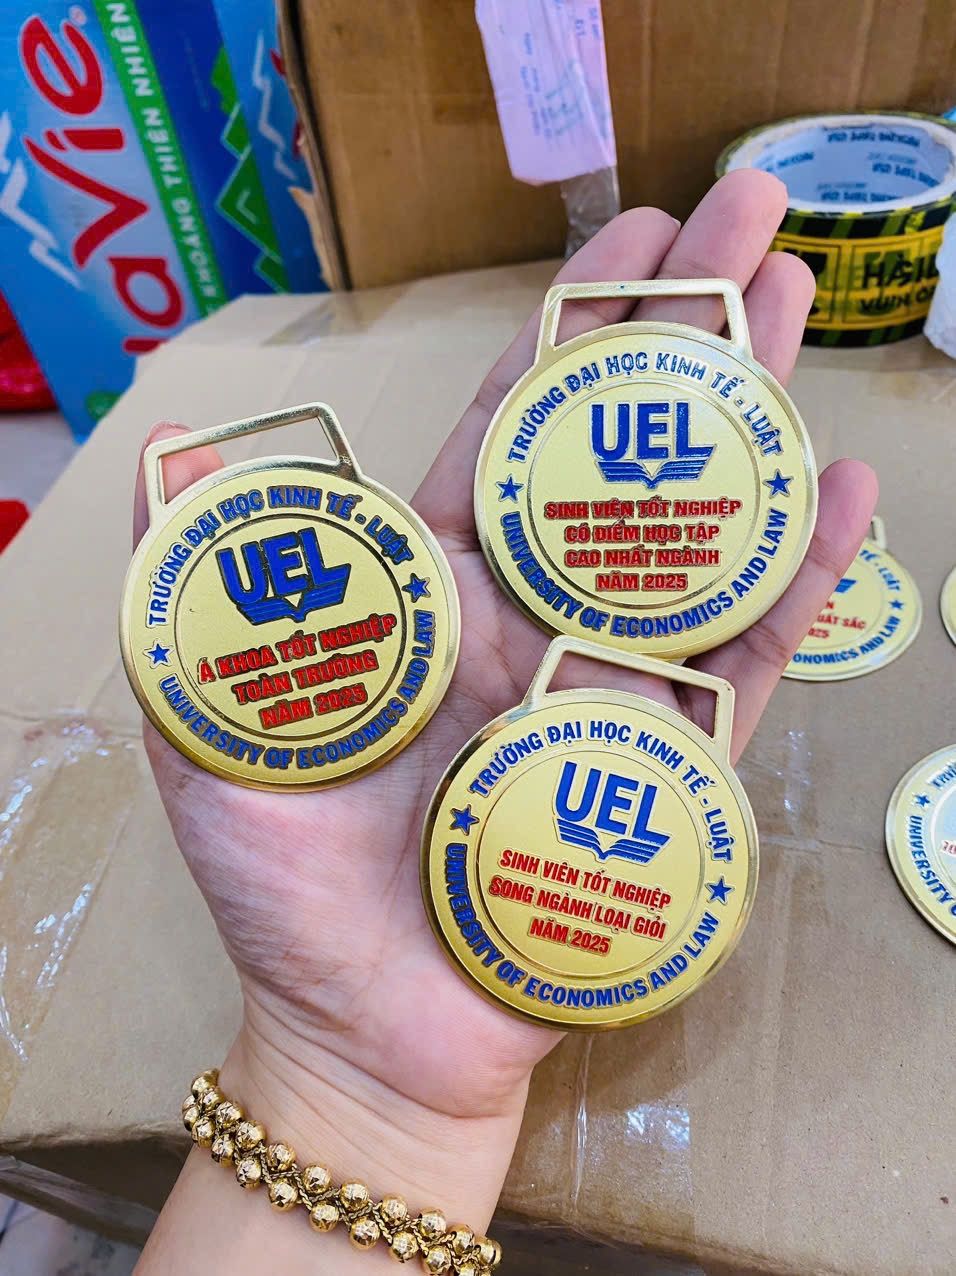 LaVie
KHOÁNG THIÊN NHIÊN
TRƯỜNG ĐẠI HỌC KINH TẾ - LUẬT
UEL
SINH VIÊN TỐT NGHIỆP
CÓ ĐIỂM HỌC TẬP
CAO NHẤT NGÀNH
NĂM 2025
UNIVERSITY OF ECONOMICS AND LAW
TRƯỜNG ĐẠI HỌC KINH TẾ - LUẬT
UEL
Á KHOA TỐT NGHIỆP
TOÀN TRƯỜNG
NĂM 2025
UNIVERSITY OF ECONOMICS AND LAW
TRƯỜNG ĐẠI HỌC KINH TẾ - LUẬT
UEL
SINH VIÊN TỐT NGHIỆP
SONG NGÀNH LOẠI GIỎI
NĂM 2025
UNIVERSITY OF ECONOMICS AND LAW
LUẬT
SẮC
AND LAW
UNIVERSITY